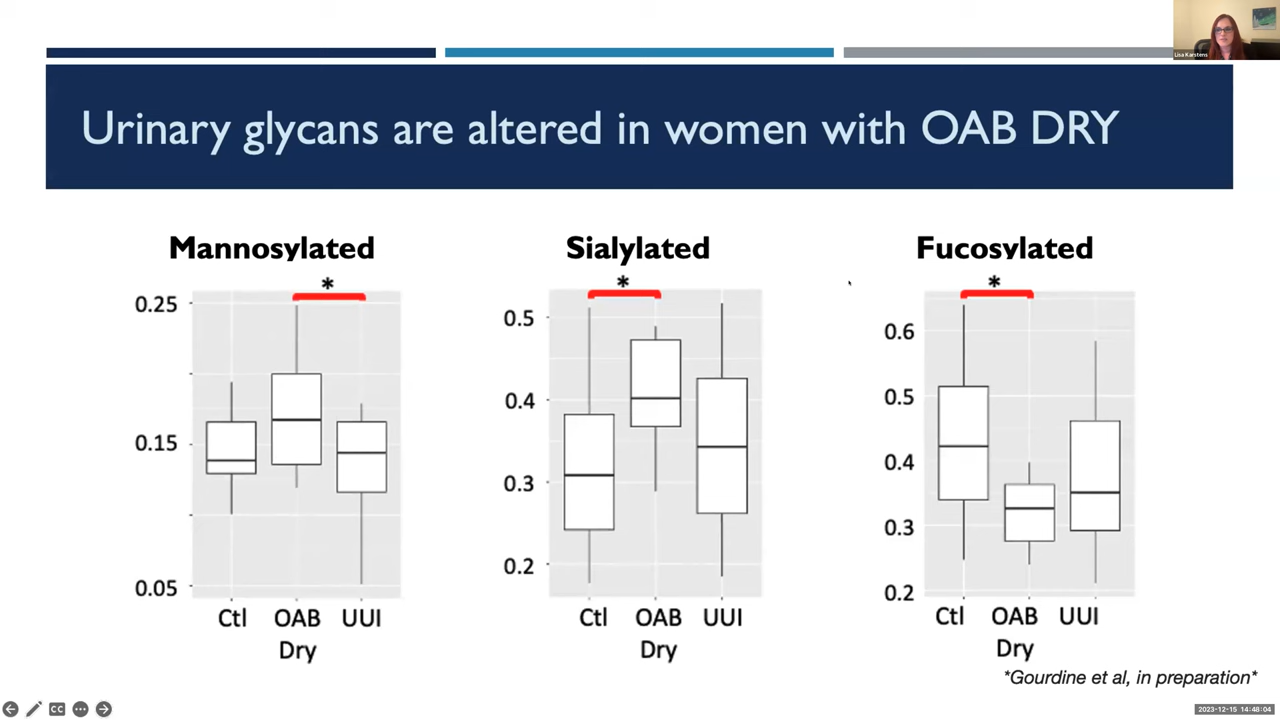 Lisa Karstens
Urinary glycans are altered in women with OAB DRY
Mannosylated
*
0.25
0.15
0.05
Ctl OAB UUI
Dry
Sialylated
*
0.5
0.4
0.3
0.2
Ctl OAB UUI
Dry
Fucosylated
*
0.6
0.5
0.4
0.3
0.2
Ctl OAB UUI
Dry
*Gourdine et al, in preparation*
CC
2023-12-15 14:48:04